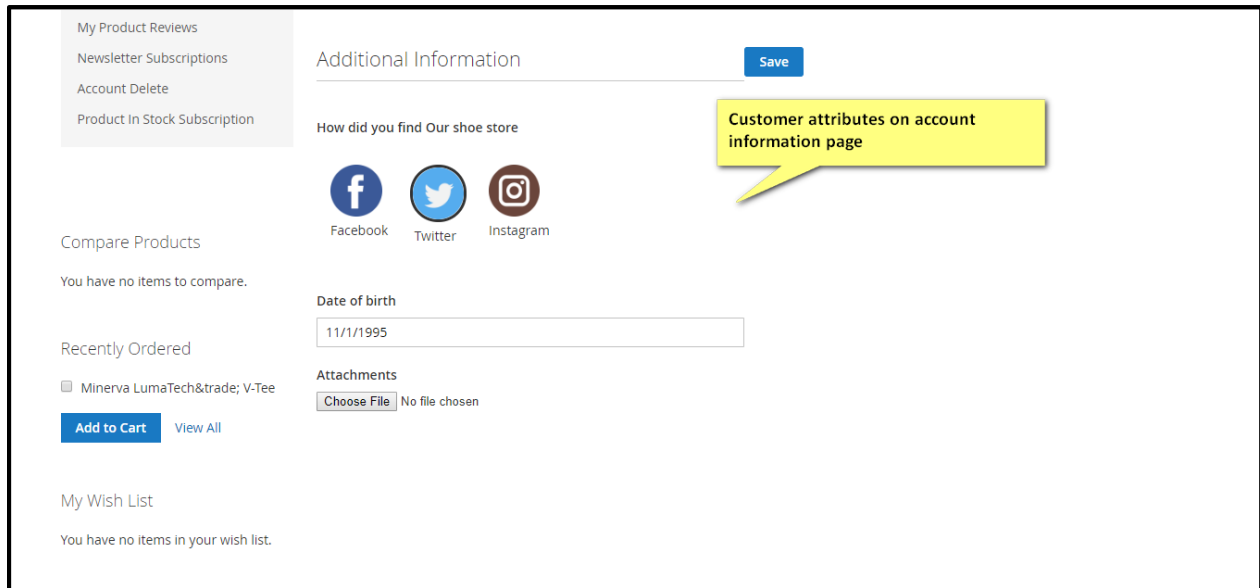 My Product Reviews
Newsletter Subscriptions
Account Delete
Product In Stock Subscription
Compare Products
You have no items to compare.
Recently Ordered
Minerva LumaTech&trade; V-Tee
Add to Cart View All
My Wish List
You have no items in your wish list.
Additional Information
Save
Customer attributes on account
information page
How did you find Our shoe store
Facebook Twitter Instagram
Date of birth
11/1/1995
Attachments
Choose File No file chosen